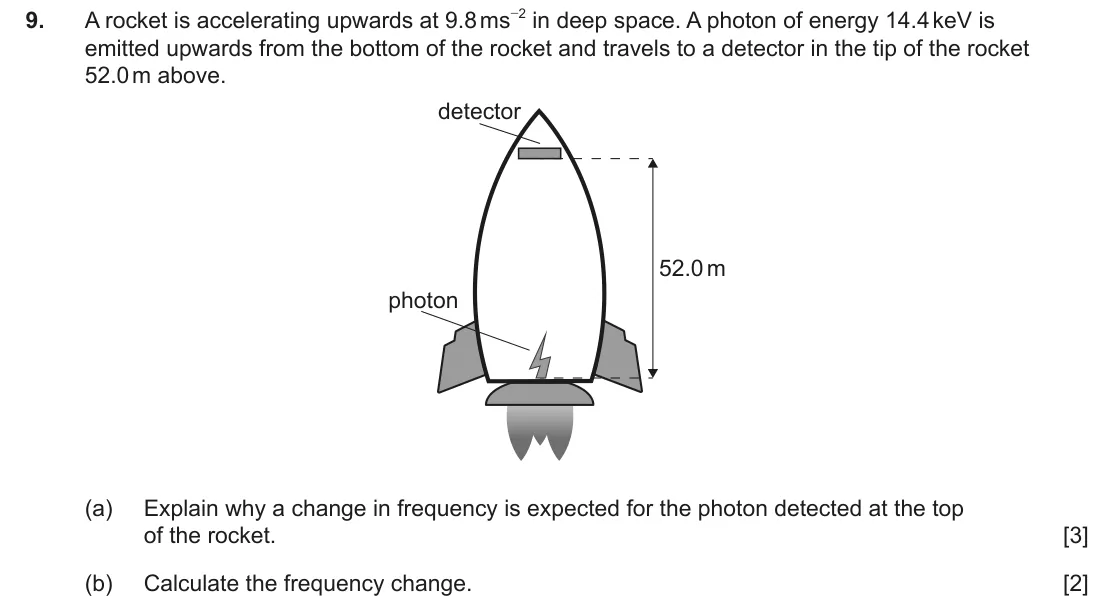 9. A rocket is accelerating upwards at 9.8 ms⁻² in deep space. A photon of energy 14.4 keV is
emitted upwards from the bottom of the rocket and travels to a detector in the tip of the rocket
52.0 m above.
detector
52.0 m
photon
(a) Explain why a change in frequency is expected for the photon detected at the top
of the rocket. [3]
(b) Calculate the frequency change. [2]